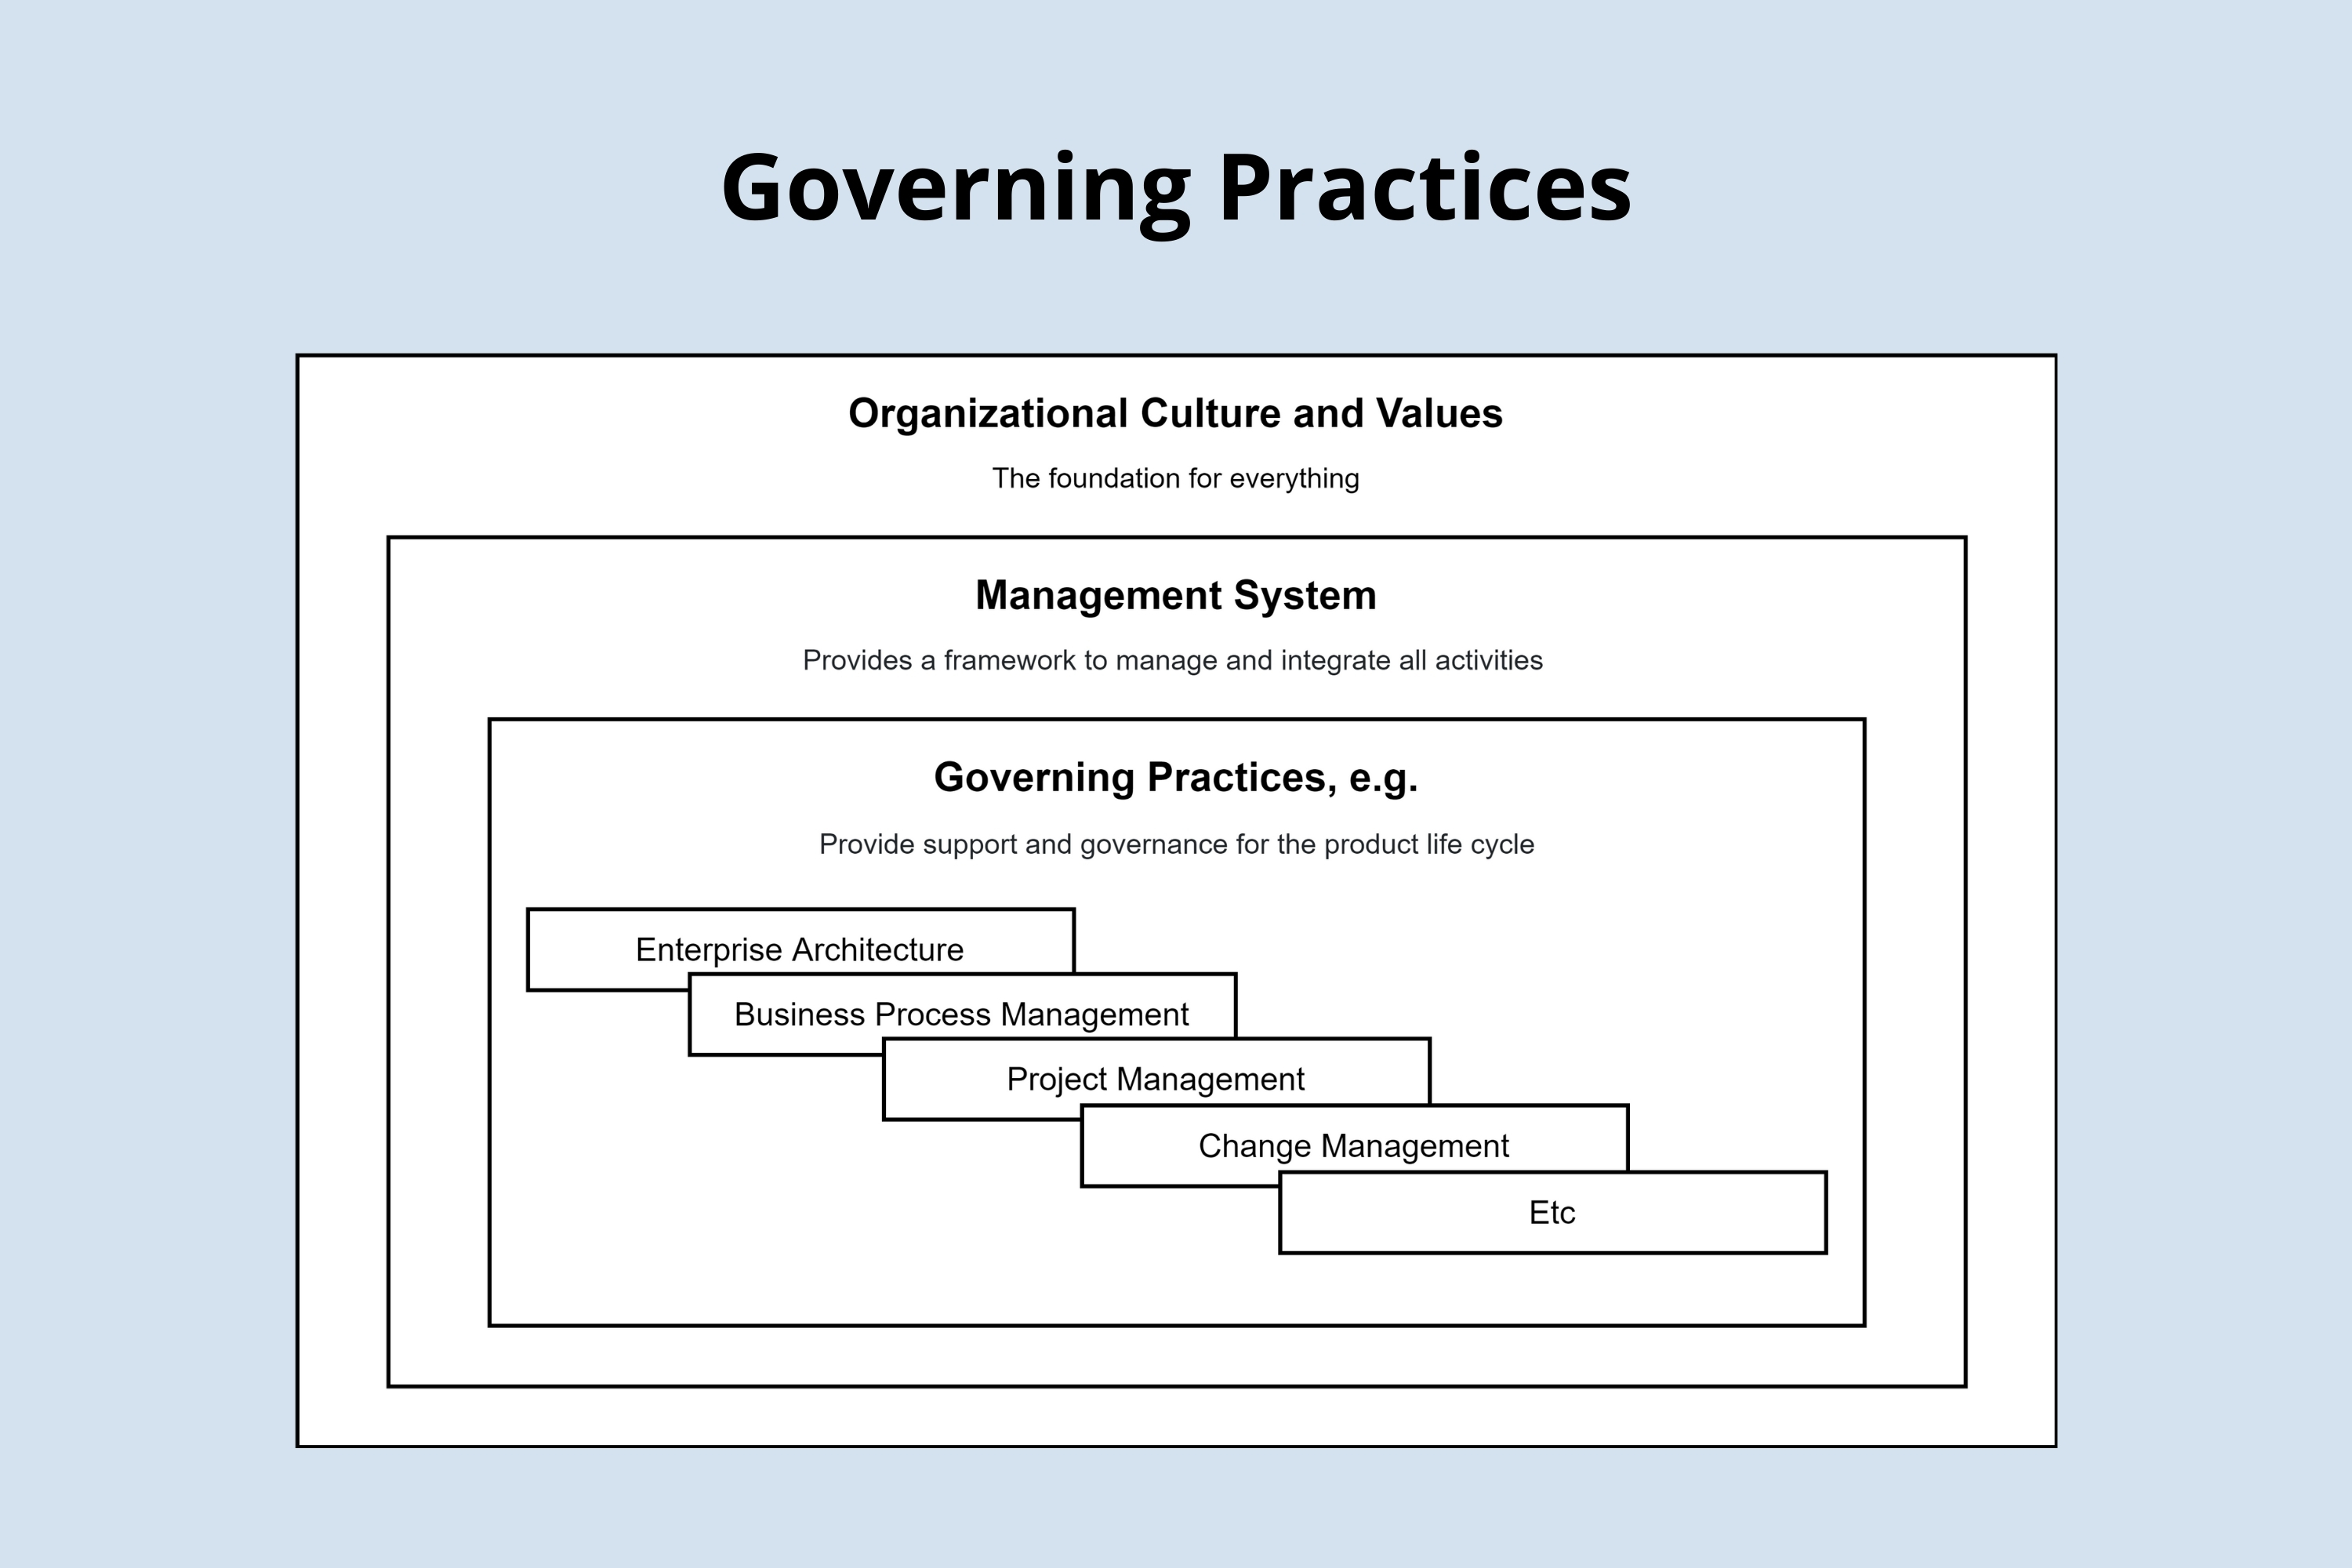 Governing Practices
Organizational Culture and Values
The foundation for everything
Management System
Provides a framework to manage and integrate all activities
Governing Practices, e.g.
Provide support and governance for the product life cycle
Enterprise Architecture
Business Process Management
Project Management
Change Management
Etc